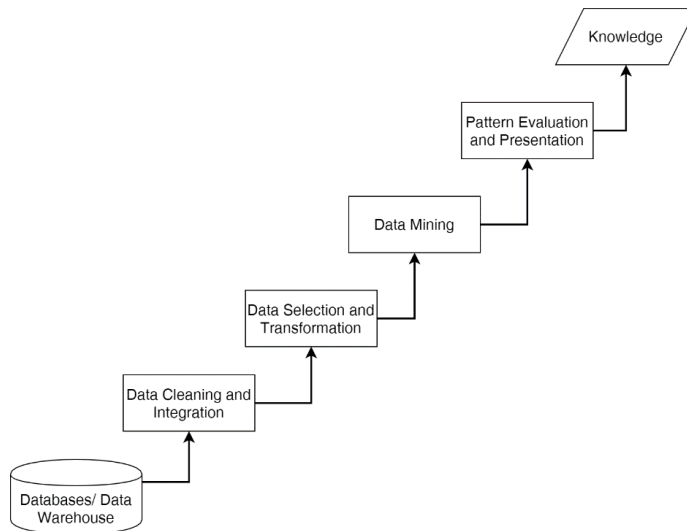 Knowledge
Pattern Evaluation
and Presentation
Data Mining
Data Selection and
Transformation
Data Cleaning and
Integration
Databases/ Data
Warehouse